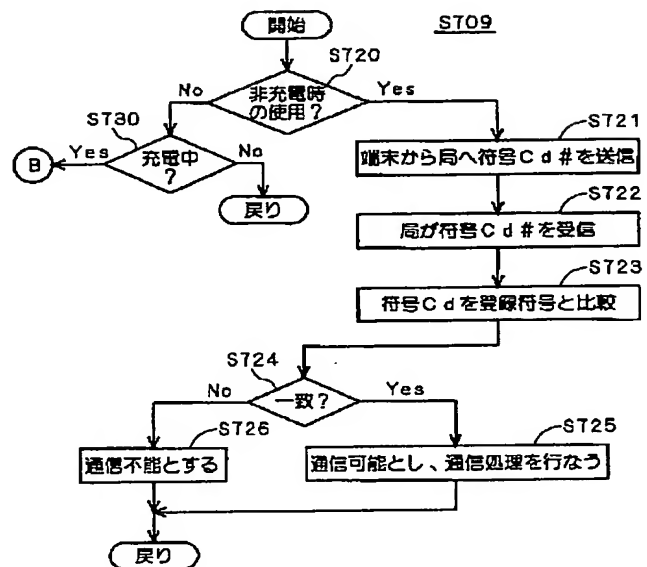 開始
S709
S720
No
非充電時
の使用?
Yes
S721
端末から局へ符号Cd#を送信
S730
Yes
充電中
?
No
B
戻り
S722
局が符号Cd#を受信
S723
符号Cdを登録符号と比較
S724
No
一致?
Yes
S726
通信不能とする
S725
通信可能とし、通信処理を行なう
戻り